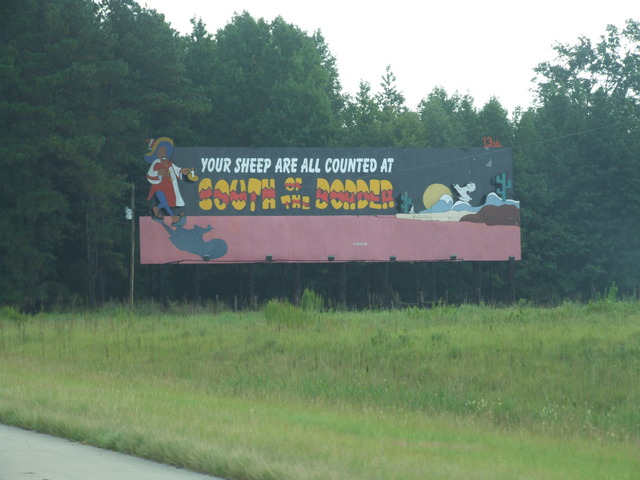 YOUR SHEEP ARE ALL COUNTED AT
SOUTH OF THE BORDER